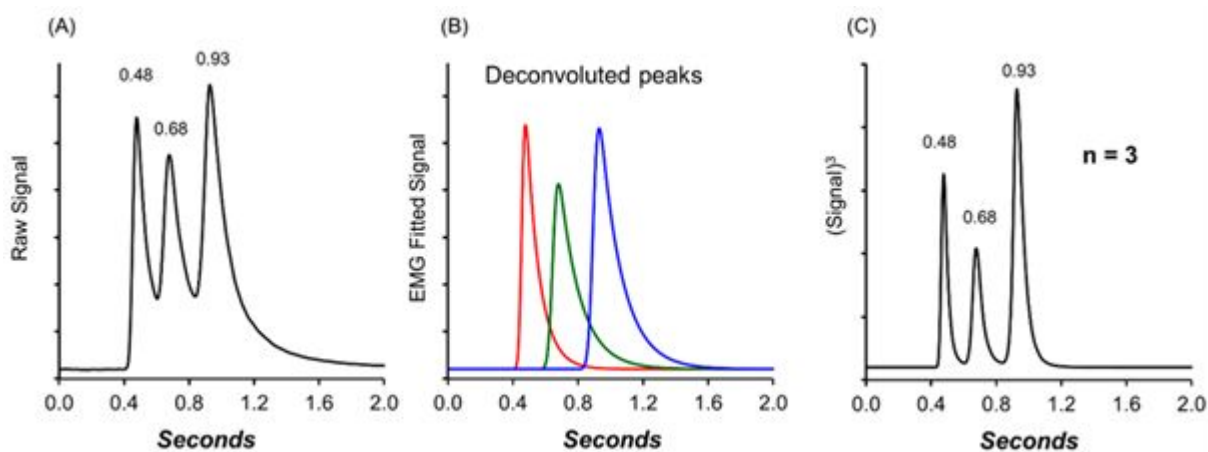 (A)
0.48
0.68
0.93
Raw Signal
0.0 0.4 0.8 1.2 1.6 2.0
Seconds
(B)
Deconvoluted peaks
EMG Fitted Signal
0.0 0.4 0.8 1.2 1.6 2.0
Seconds
(C)
0.48
0.68
0.93
n = 3
(Signal)³
0.0 0.4 0.8 1.2 1.6 2.0
Seconds